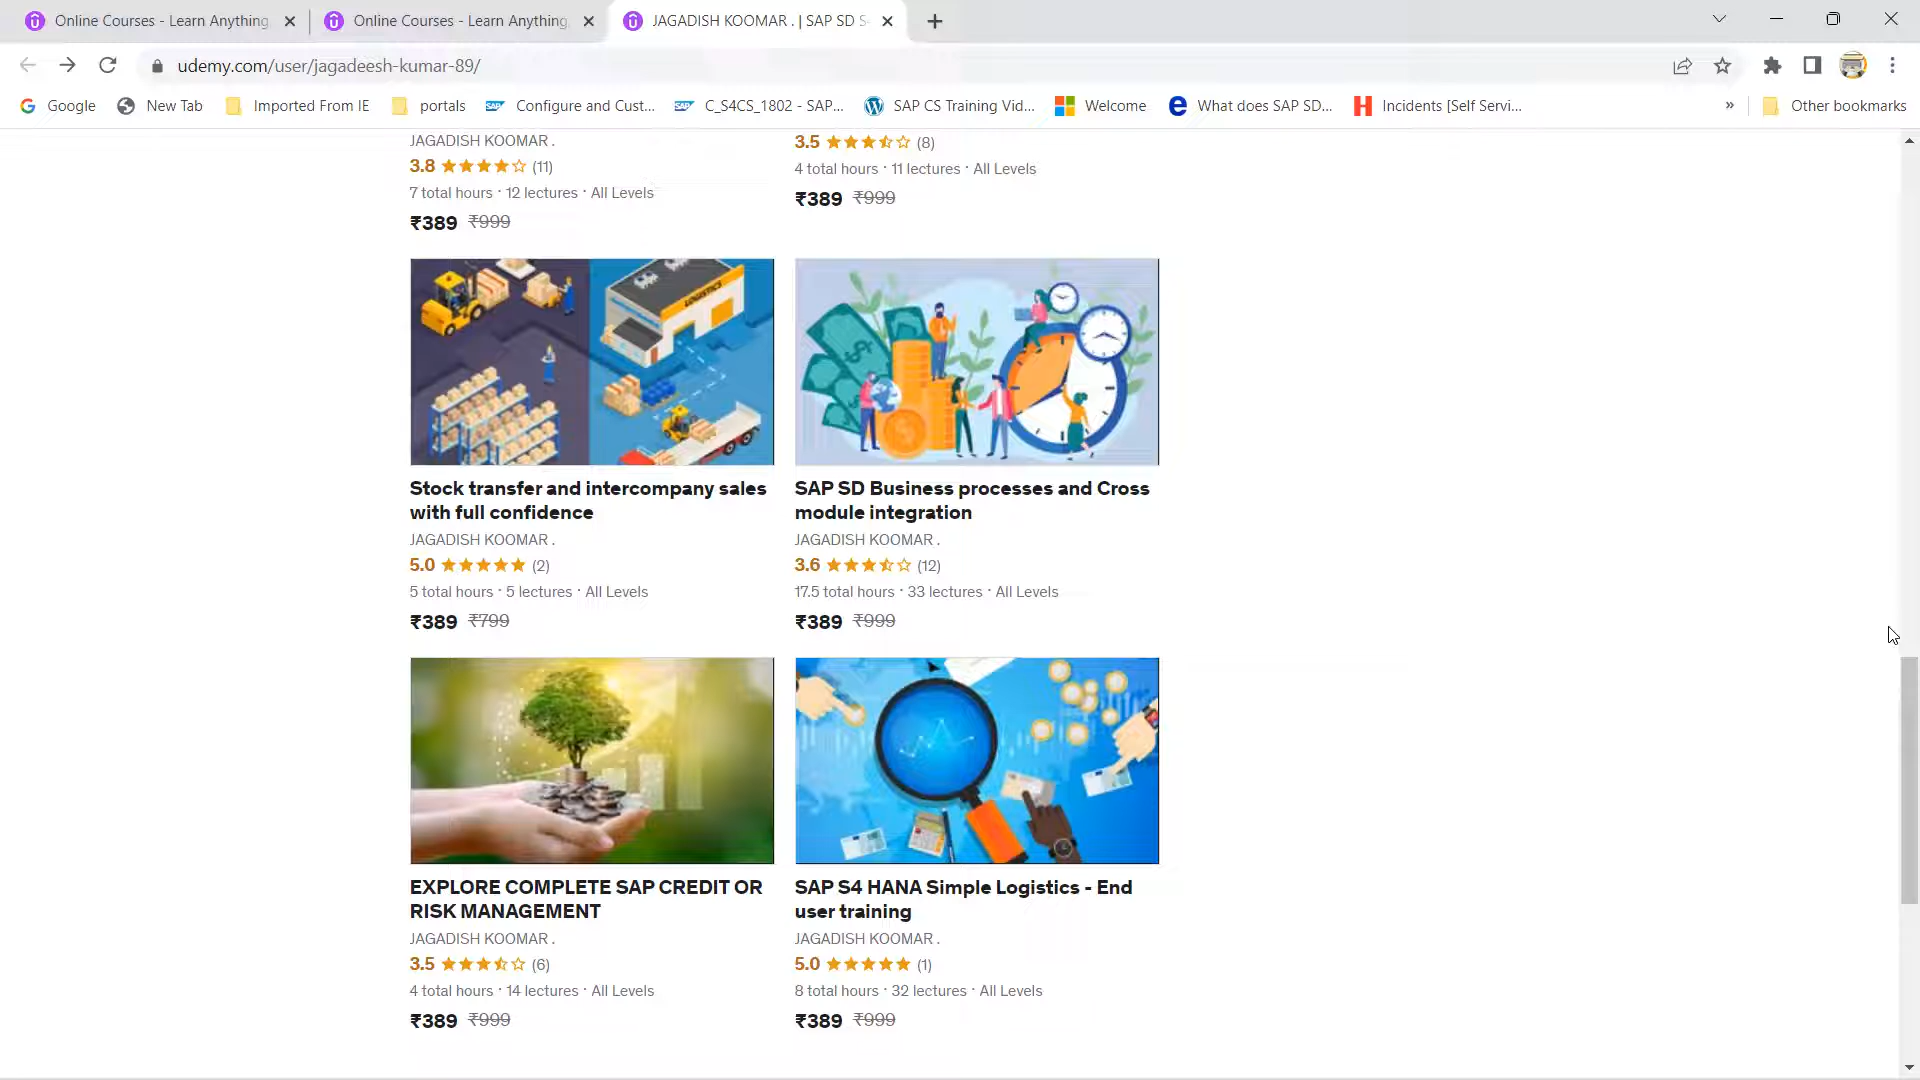 Online Courses - Learn Anything
Online Courses - Learn Anything,
JAGADISH KOOMAR . | SAP SD S
udemy.com/user/jagadeesh-kumar-89/
Google
New Tab
Imported From IE
portals
Configure and Cust...
C_S4CS_1802 - SAP...
SAP CS Training Vid...
Welcome
What does SAP SD...
Incidents [Self Servi...
»
Other bookmarks
JAGADISH KOOMAR .
3.8 (11)
7 total hours · 12 lectures · All Levels
₹389 ₹999
3.5 (8)
4 total hours · 11 lectures · All Levels
₹389 ₹999
LOGISTICS
Stock transfer and intercompany sales
with full confidence
JAGADISH KOOMAR .
5.0 (2)
5 total hours · 5 lectures · All Levels
₹389 ₹799
SAP SD Business processes and Cross
module integration
JAGADISH KOOMAR .
3.6 (12)
17.5 total hours · 33 lectures · All Levels
₹389 ₹999
EXPLORE COMPLETE SAP CREDIT OR
RISK MANAGEMENT
JAGADISH KOOMAR .
3.5 (6)
4 total hours · 14 lectures · All Levels
₹389 ₹999
SAP S4 HANA Simple Logistics - End
user training
JAGADISH KOOMAR .
5.0 (1)
8 total hours · 32 lectures · All Levels
₹389 ₹999